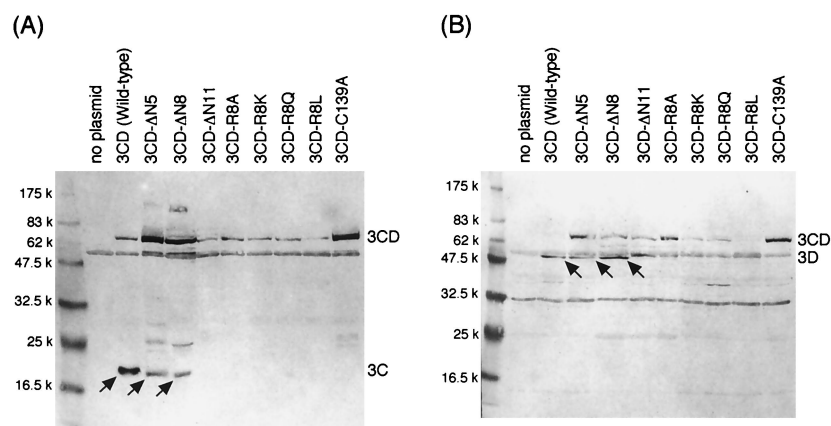 (A)
no plasmid
3CD (Wild-type)
3CD-ΔN5
3CD-ΔN8
3CD-ΔN11
3CD-R8A
3CD-R8K
3CD-R8Q
3CD-R8L
3CD-C139A
175 k
83 k
62 k
47.5 k
32.5 k
25 k
16.5 k
3CD
3C
(B)
no plasmid
3CD (Wild-type)
3CD-ΔN5
3CD-ΔN8
3CD-ΔN11
3CD-R8A
3CD-R8K
3CD-R8Q
3CD-R8L
3CD-C139A
175 k
83 k
62 k
47.5 k
32.5 k
25 k
16.5 k
3CD
3D